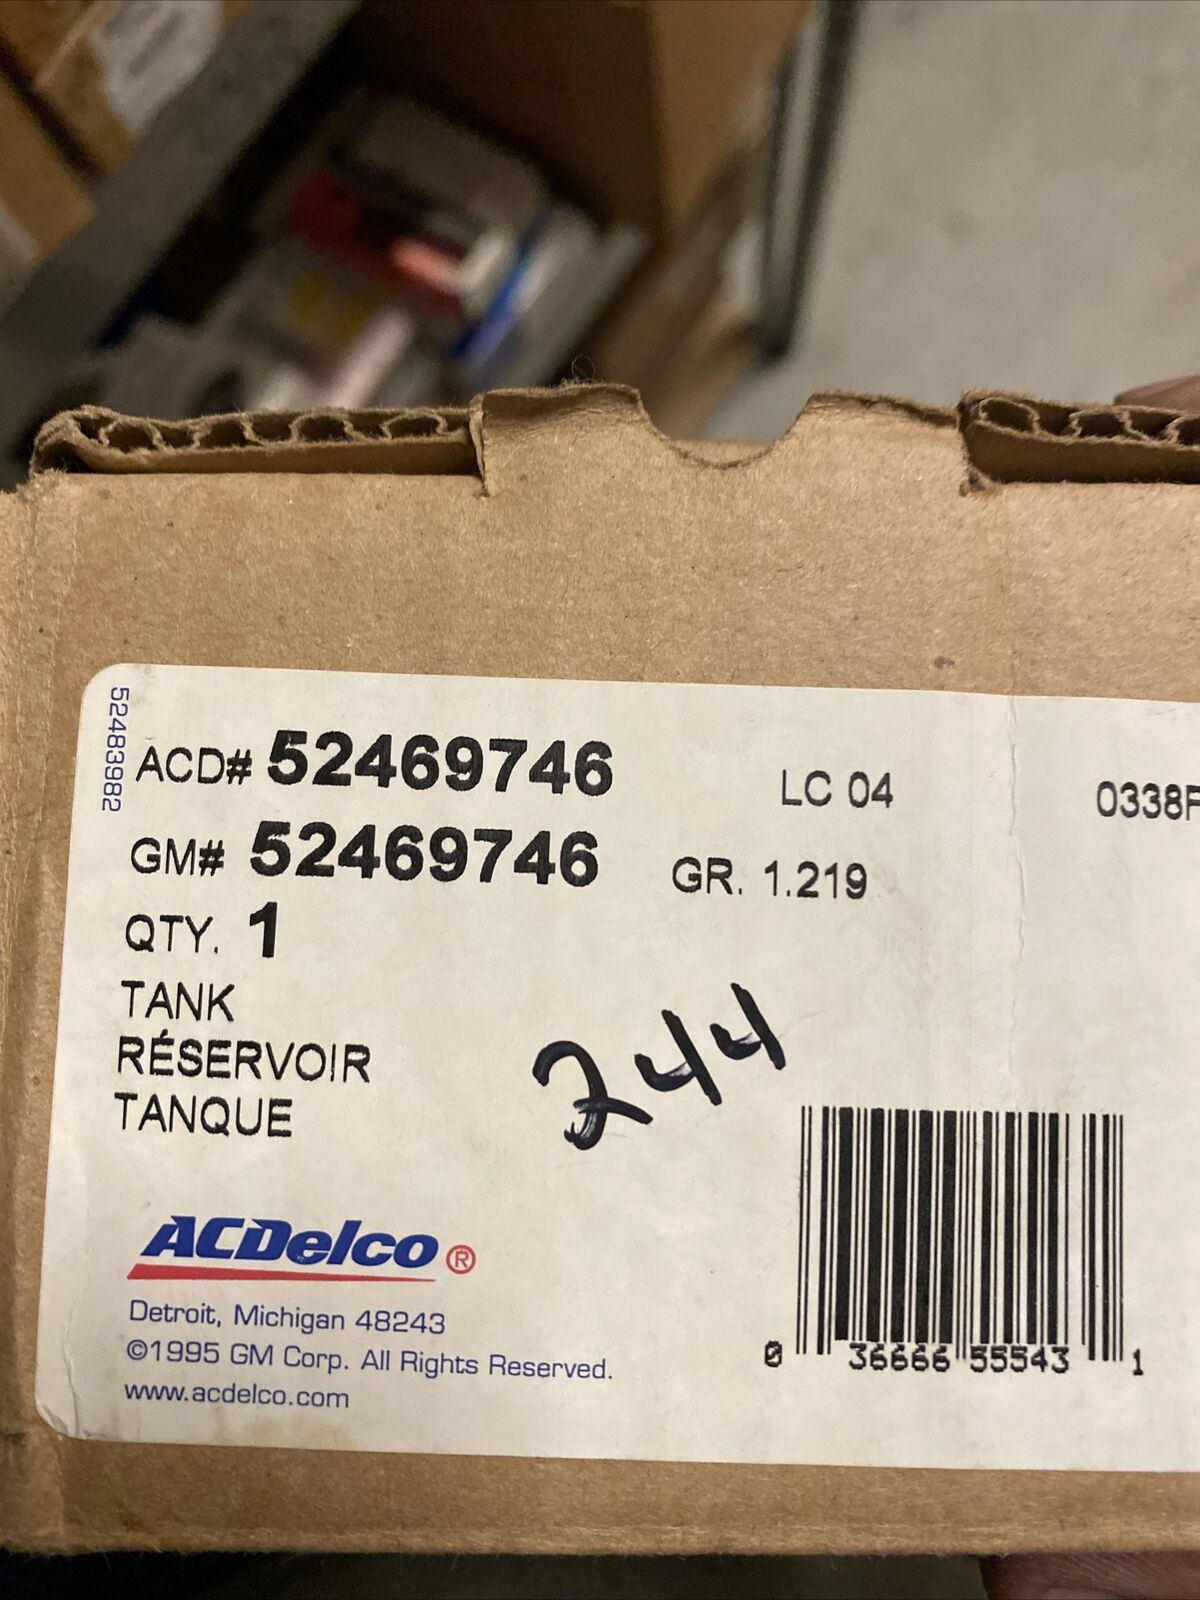 52483982
ACD# 52469746
LC 04
0338F
GM# 52469746
GR. 1.219
QTY. 1
TANK
RÉSERVOIR
TANQUE
244
ACDelco®
Detroit, Michigan 48243
©1995 GM Corp. All Rights Reserved.
www.acdelco.com
0 36666 55543 1